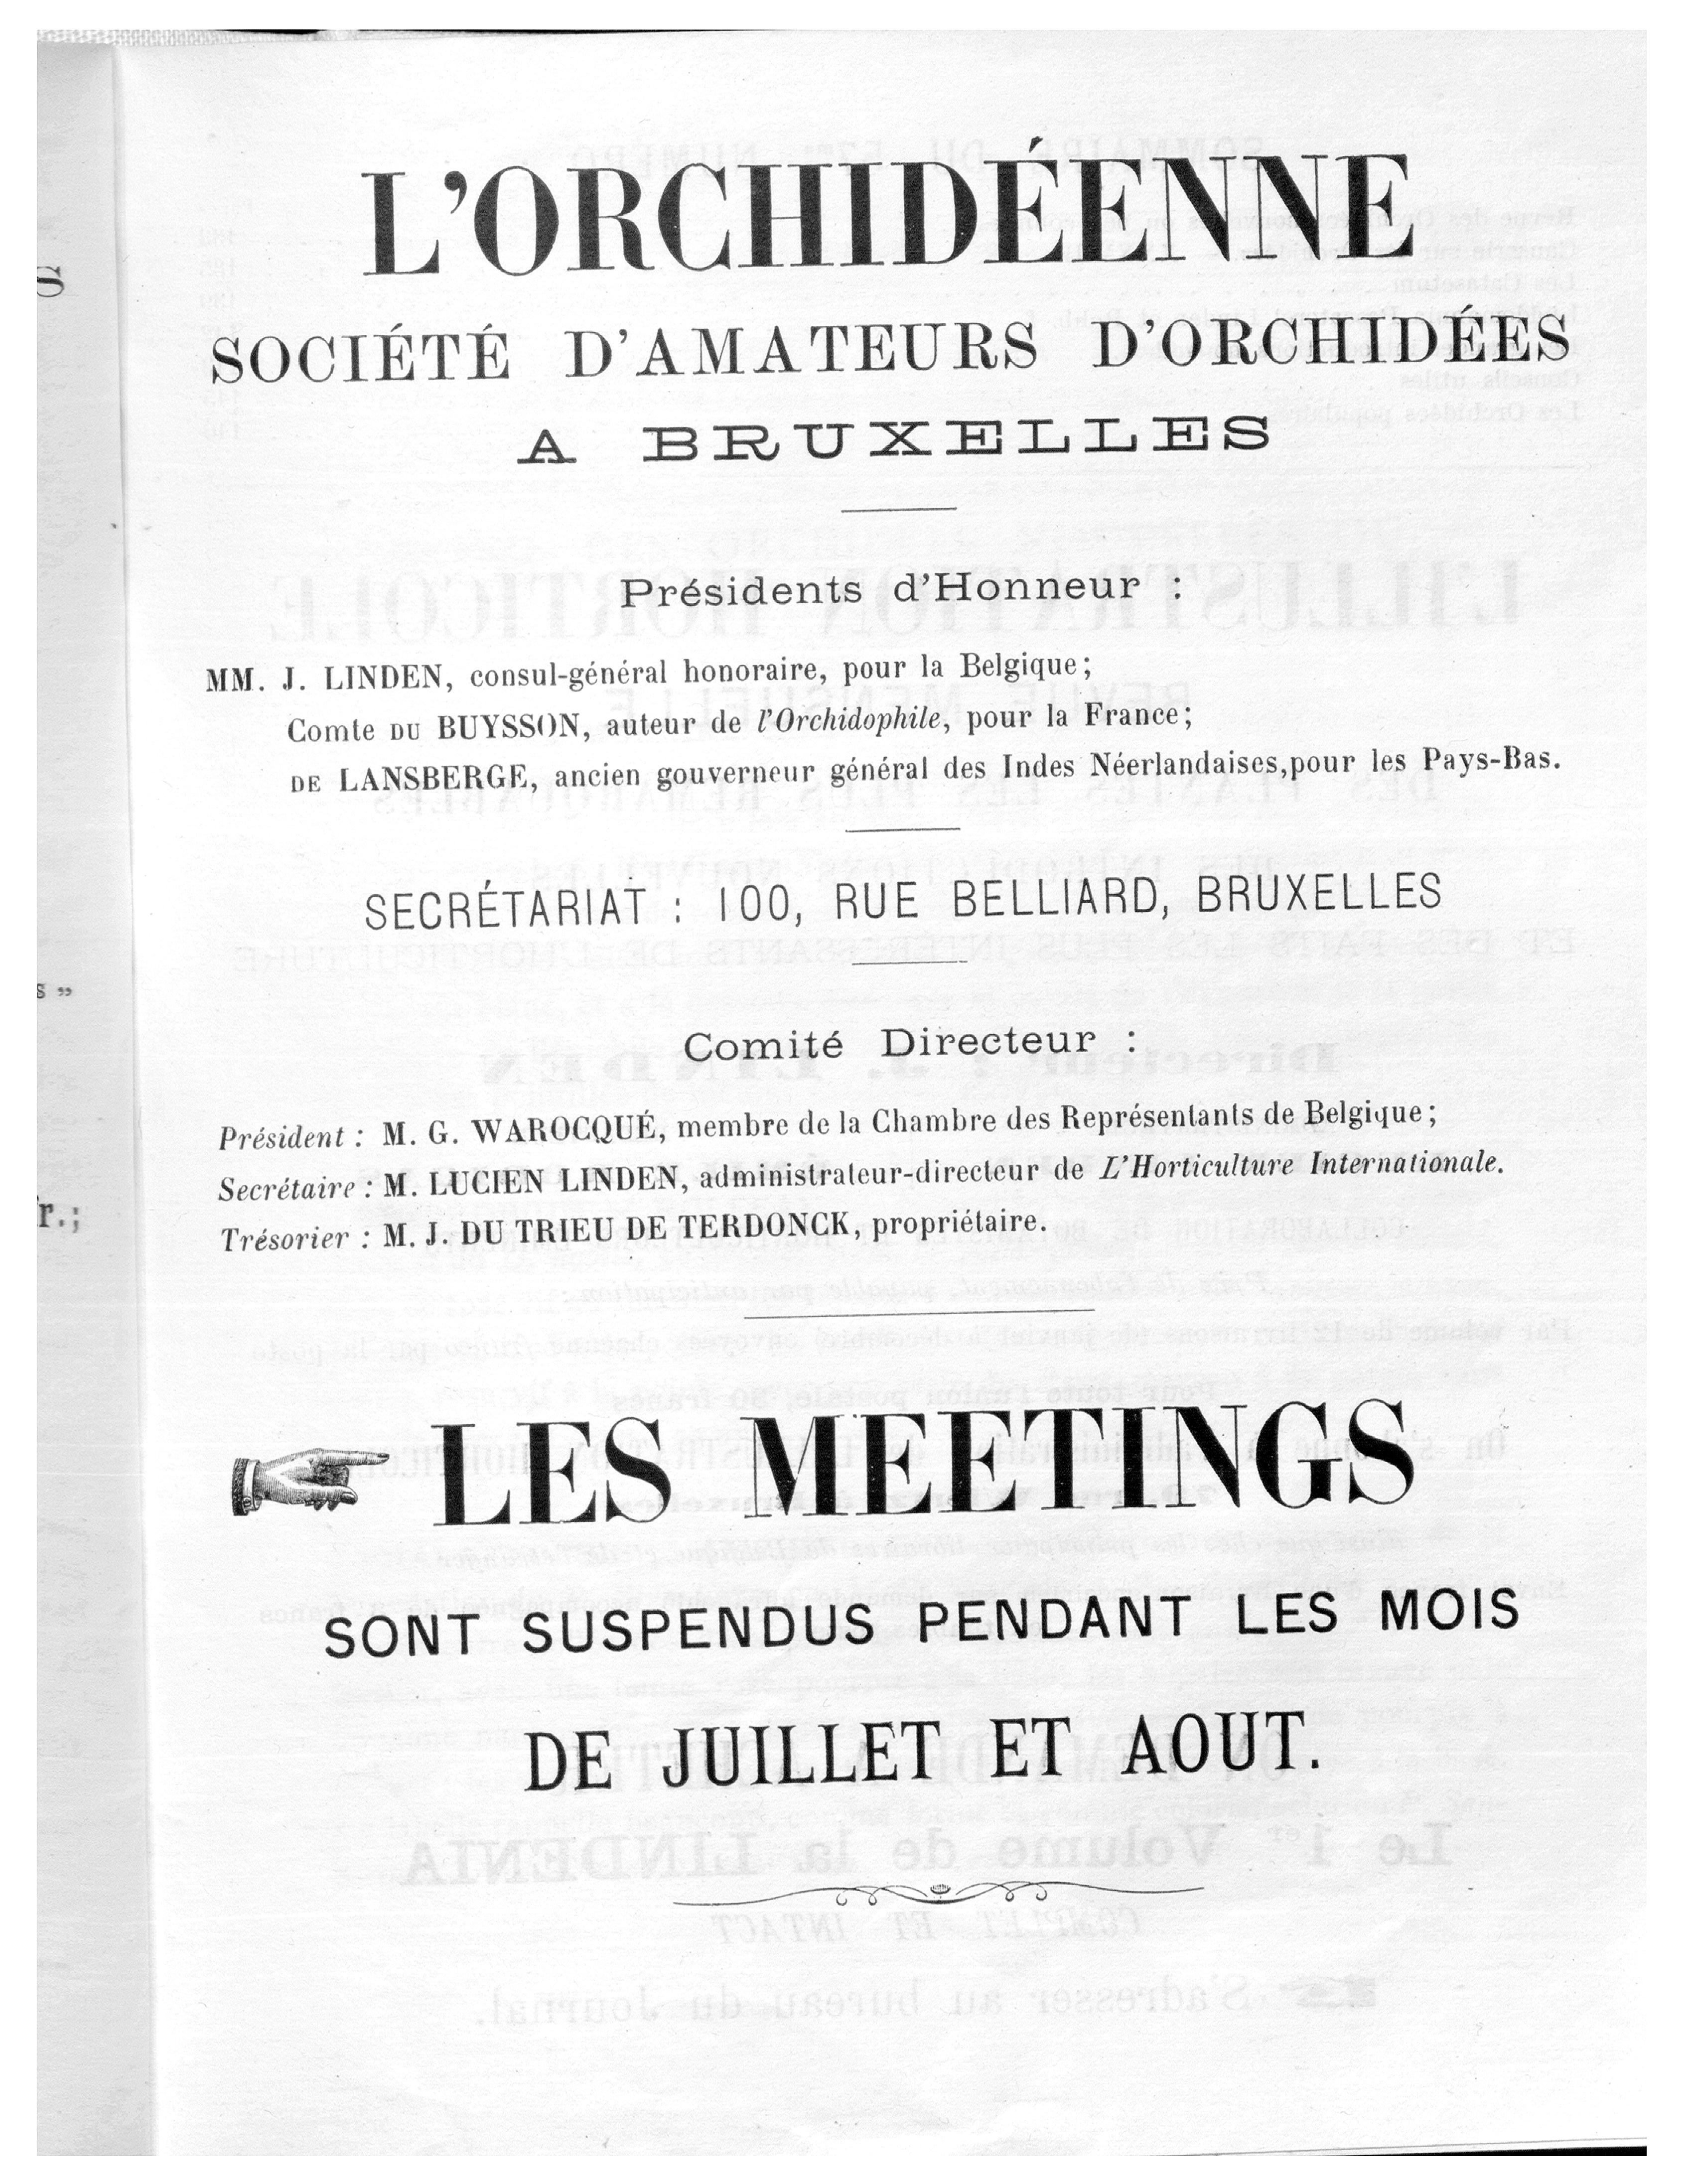 L'ORCHIDÉENNE
SOCIÉTÉ D'AMATEURS D'ORCHIDÉES
A BRUXELLES
Présidents d'Honneur :
MM. J. LINDEN, consul-général honoraire, pour la Belgique;
Comte DU BUYSSON, auteur de l'Orchidophile, pour la France;
DE LANSBERGE, ancien gouverneur général des Indes Néerlandaises,pour les Pays-Bas.
SECRÉTARIAT : 100, RUE BELLIARD, BRUXELLES
Comité Directeur :
Président : M. G. WAROCQUÉ, membre de la Chambre des Représentants de Belgique;
Secrétaire : M. LUCIEN LINDEN, administrateur-directeur de L'Horticulture Internationale.
Trésorier : M. J. DU TRIEU DE TERDONCK, propriétaire.
LES MEETINGS
SONT SUSPENDUS PENDANT LES MOIS
DE JUILLET ET AOUT.